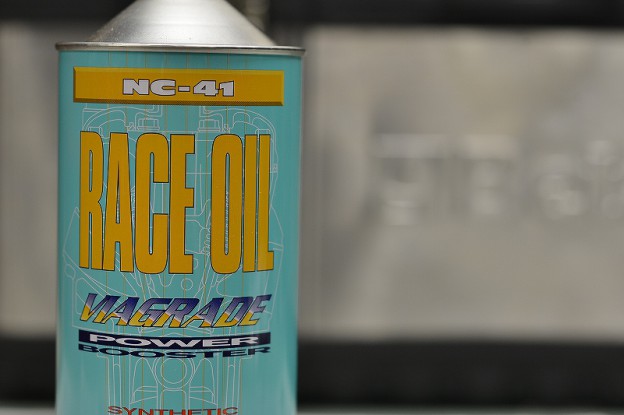 NC-41
RACE OIL
VIAGRADE
POWER
BOOSTER
SYNTHETIC